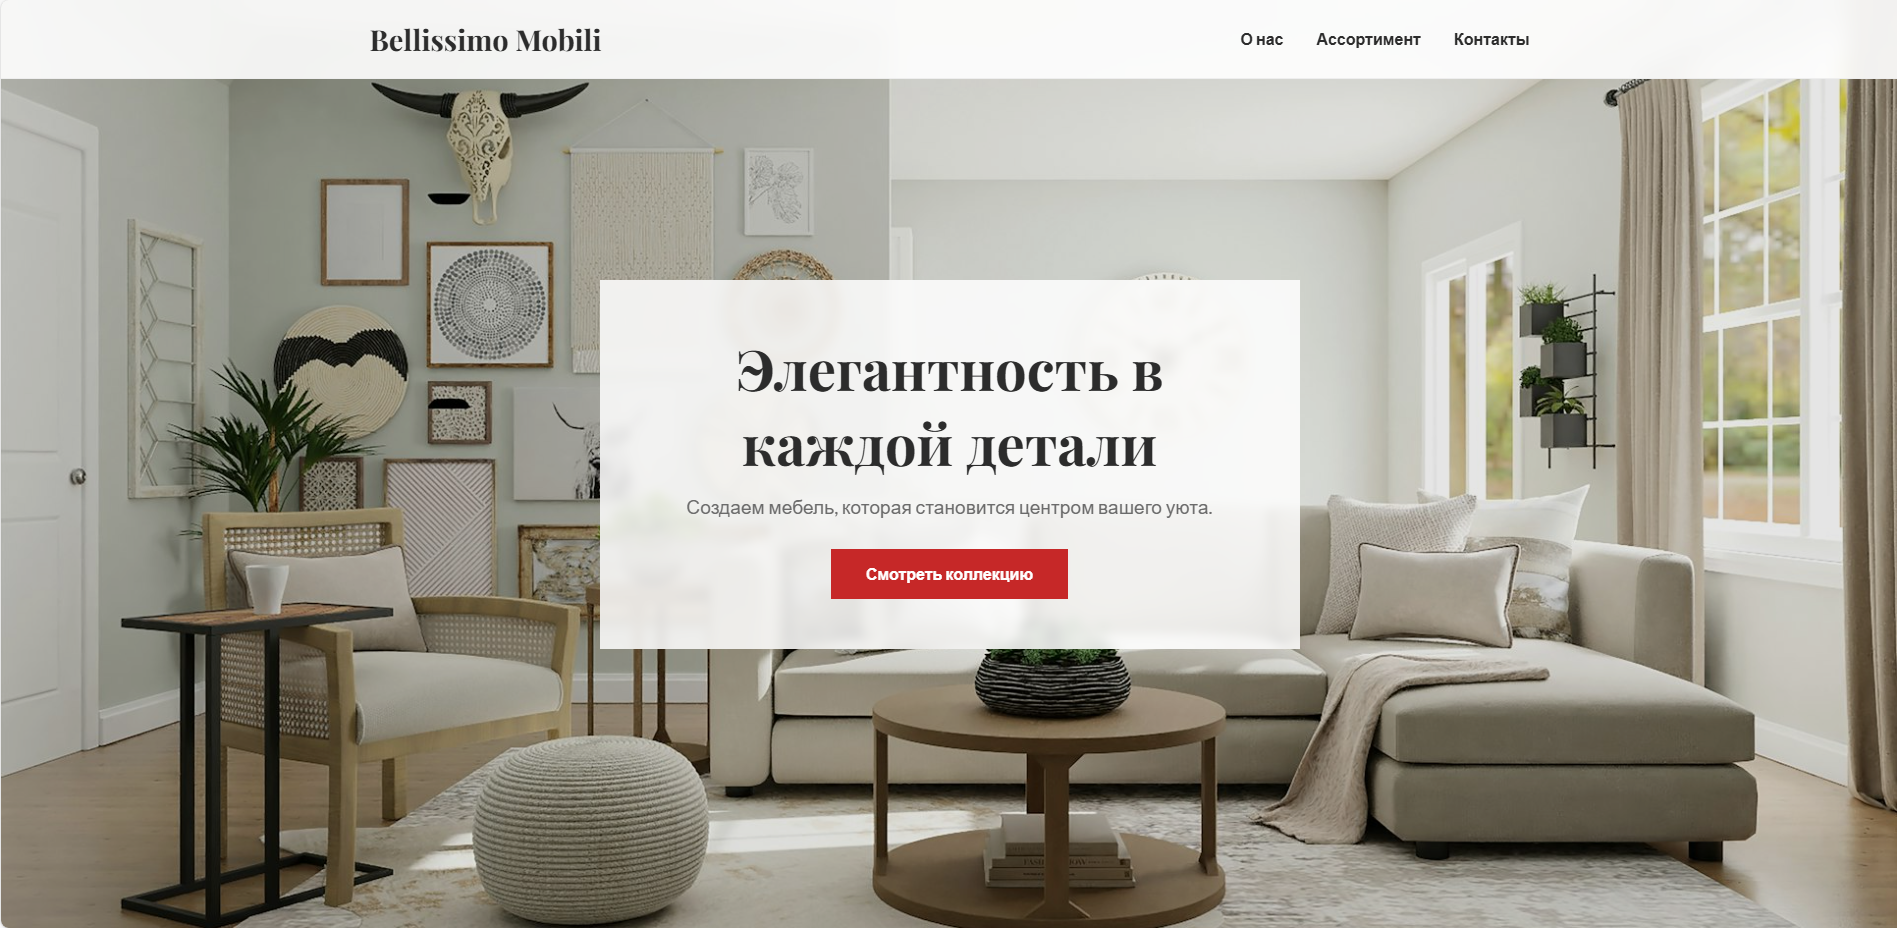 Bellissimo Mobili
О нас Ассортимент Контакты
Элегантность в
каждой детали
Создаем мебель, которая становится центром вашего уюта.
Смотреть коллекцию